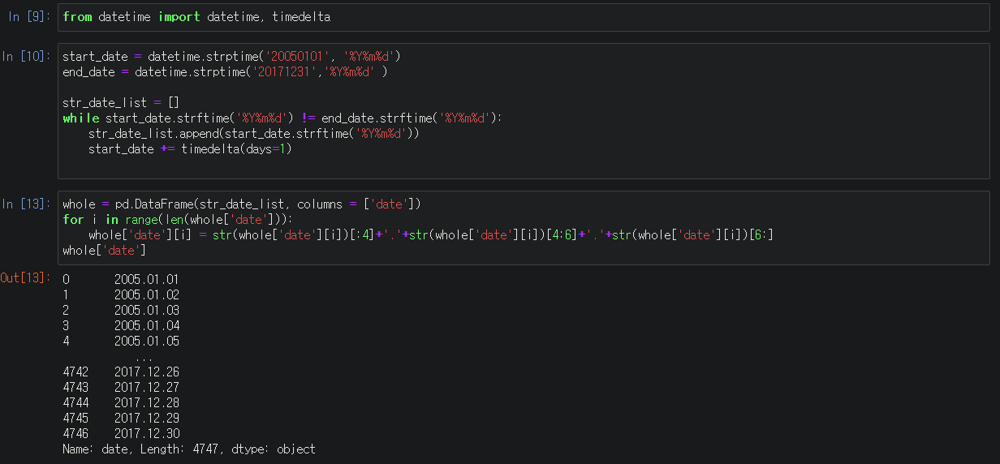 In [9]: from datetime import datetime, timedelta
In [10]: start_date = datetime.strptime('20050101', '%Y%m%d')
end_date = datetime.strptime('20171231','%Y%m%d' )
str_date_list = []
while start_date.strftime('%Y%m%d') != end_date.strftime('%Y%m%d'):
    str_date_list.append(start_date.strftime('%Y%m%d'))
    start_date += timedelta(days=1)
In [13]: whole = pd.DataFrame(str_date_list, columns = ['date'])
for i in range(len(whole['date'])):
    whole['date'][i] = str(whole['date'][i])[:4]+'.'+str(whole['date'][i])[4:6]+'.'+str(whole['date'][i])[6:]
whole['date']
Out[13]: 0       2005.01.01
1       2005.01.02
2       2005.01.03
3       2005.01.04
4       2005.01.05
...
4742    2017.12.26
4743    2017.12.27
4744    2017.12.28
4745    2017.12.29
4746    2017.12.30
Name: date, Length: 4747, dtype: object